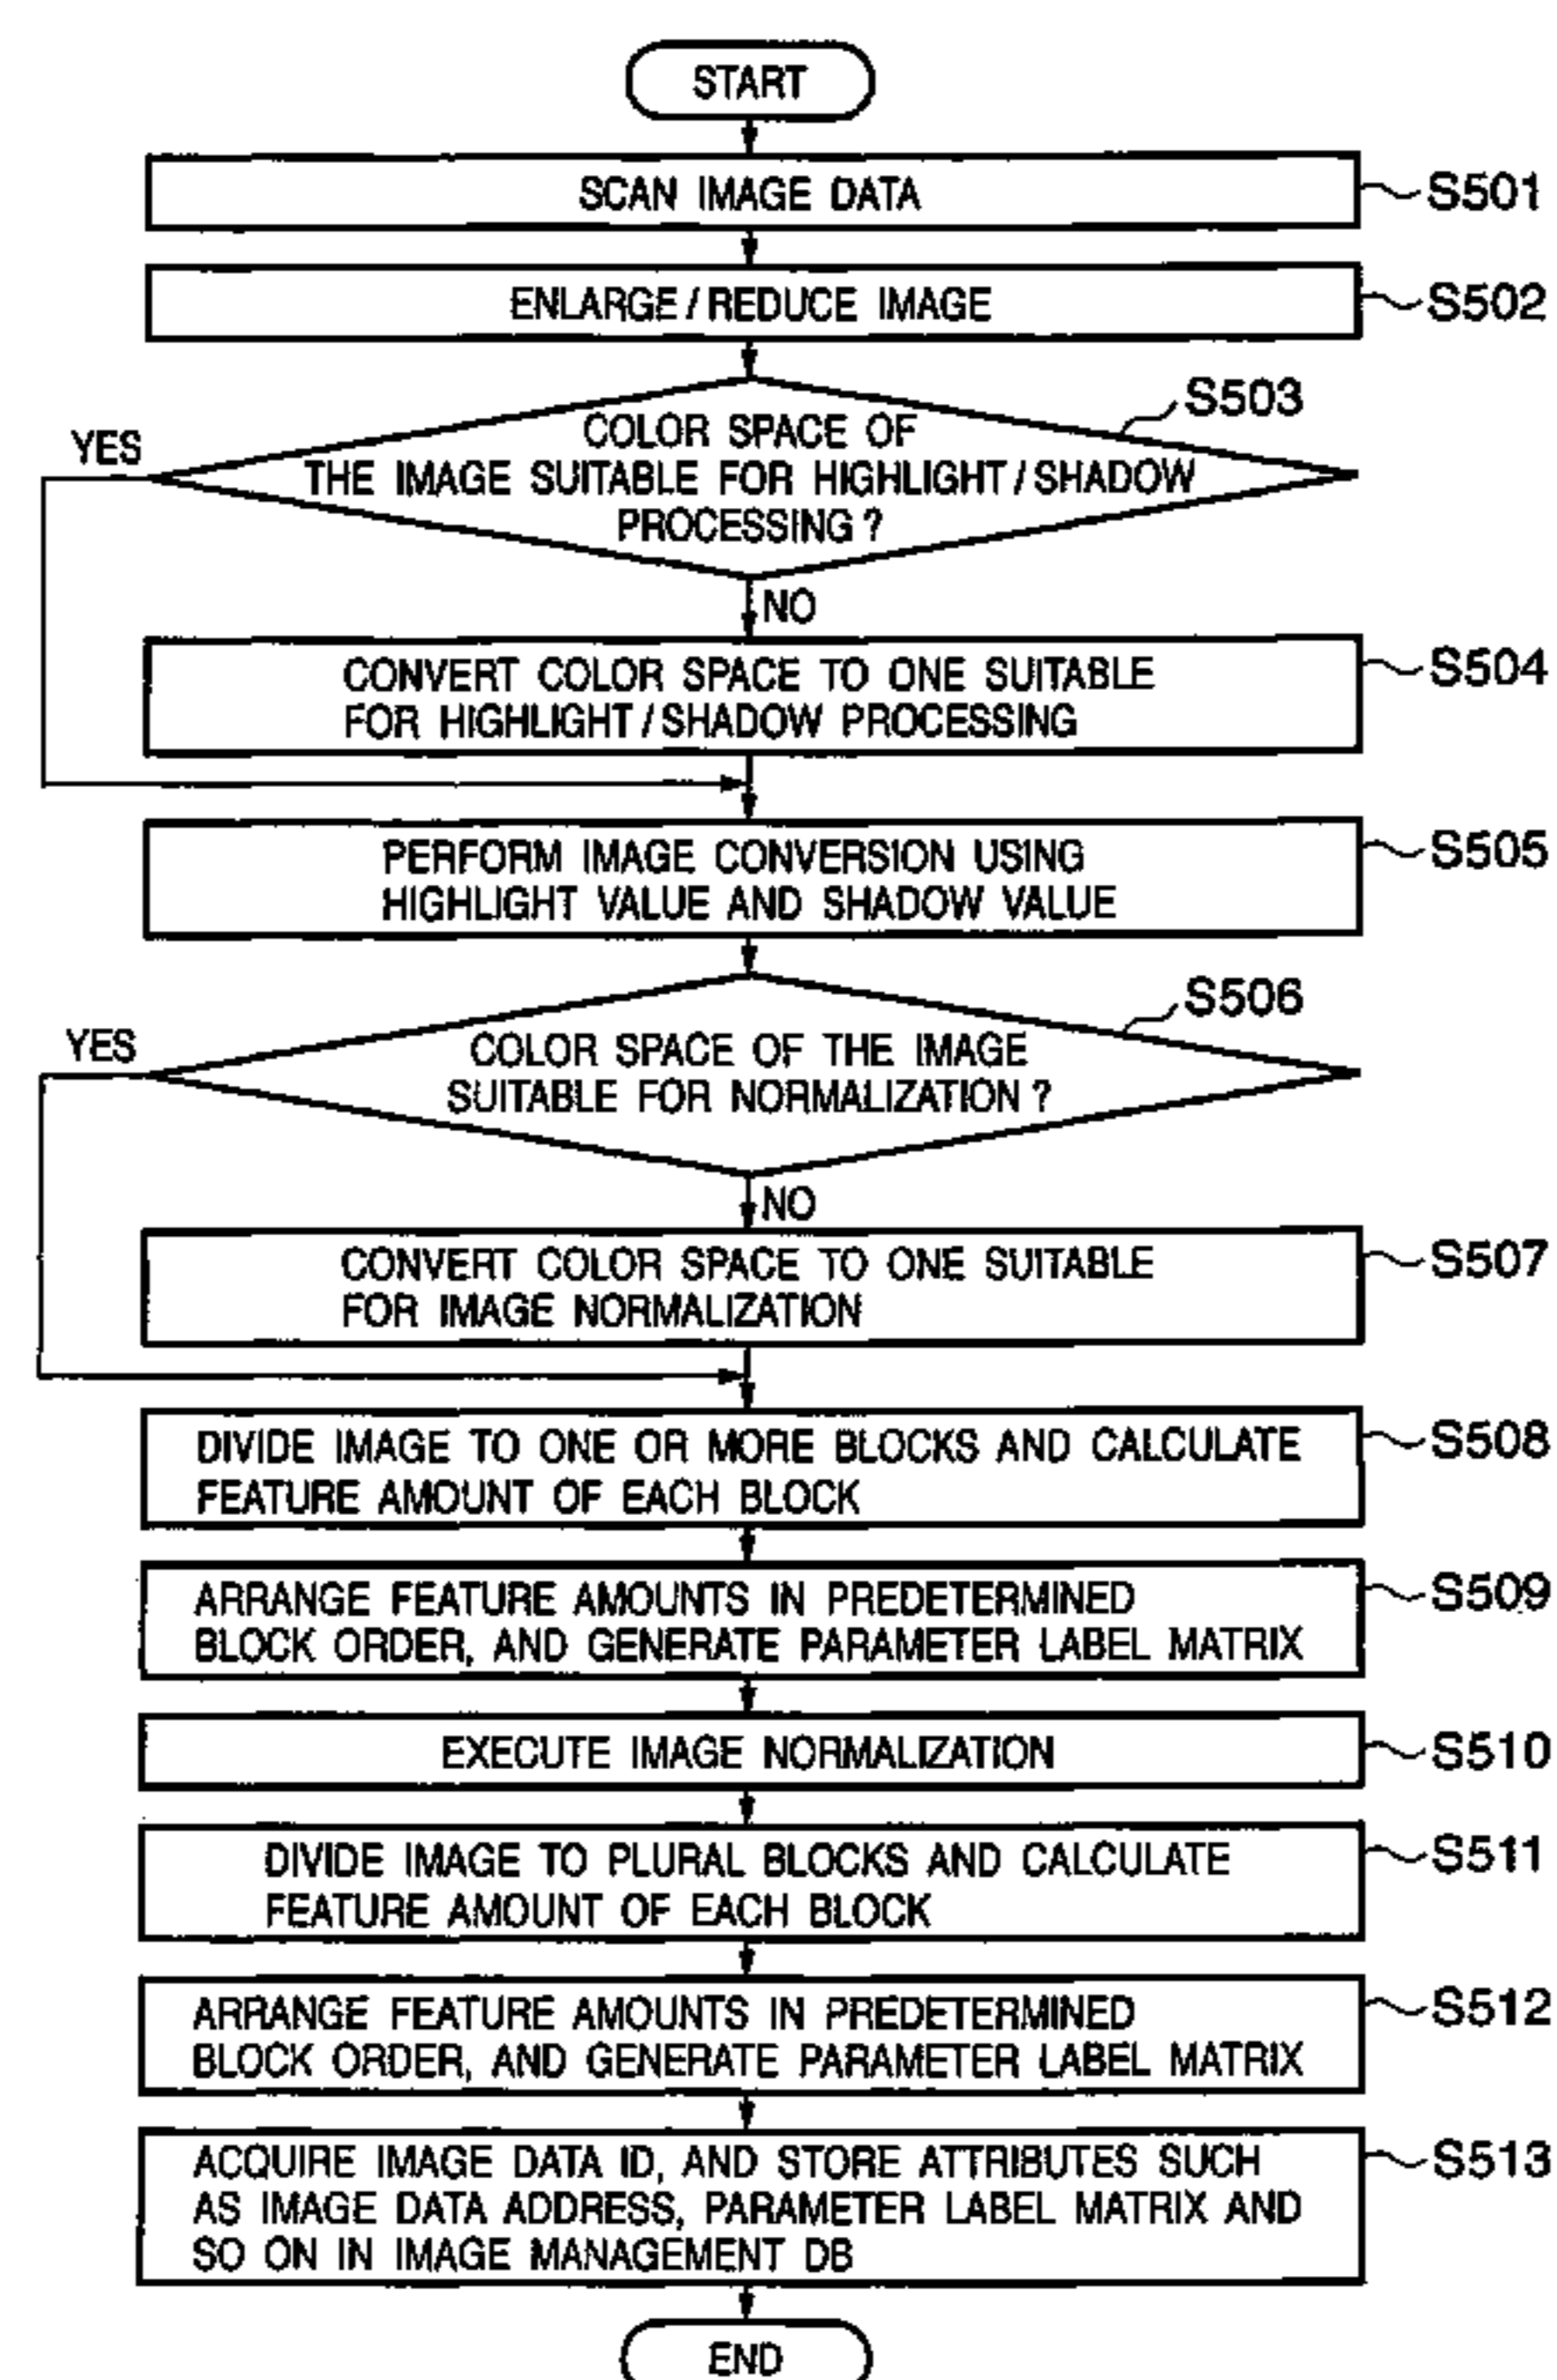 START
SCAN IMAGE DATA
S501
ENLARGE / REDUCE IMAGE
S502
S503
COLOR SPACE OF
THE IMAGE SUITABLE FOR HIGHLIGHT / SHADOW
PROCESSING ?
YES
NO
CONVERT COLOR SPACE TO ONE SUITABLE
FOR HIGHLIGHT / SHADOW PROCESSING
S504
PERFORM IMAGE CONVERSION USING
HIGHLIGHT VALUE AND SHADOW VALUE
S505
S506
COLOR SPACE OF THE IMAGE
SUITABLE FOR NORMALIZATION ?
YES
NO
CONVERT COLOR SPACE TO ONE SUITABLE
FOR IMAGE NORMALIZATION
S507
DIVIDE IMAGE TO ONE OR MORE BLOCKS AND CALCULATE
FEATURE AMOUNT OF EACH BLOCK
S508
ARRANGE FEATURE AMOUNTS IN PREDETERMINED
BLOCK ORDER, AND GENERATE PARAMETER LABEL MATRIX
S509
EXECUTE IMAGE NORMALIZATION
S510
DIVIDE IMAGE TO PLURAL BLOCKS AND CALCULATE
FEATURE AMOUNT OF EACH BLOCK
S511
ARRANGE FEATURE AMOUNTS IN PREDETERMINED
BLOCK ORDER, AND GENERATE PARAMETER LABEL MATRIX
S512
ACQUIRE IMAGE DATA ID, AND STORE ATTRIBUTES SUCH
AS IMAGE DATA ADDRESS, PARAMETER LABEL MATRIX AND
SO ON IN IMAGE MANAGEMENT DB
S513
END